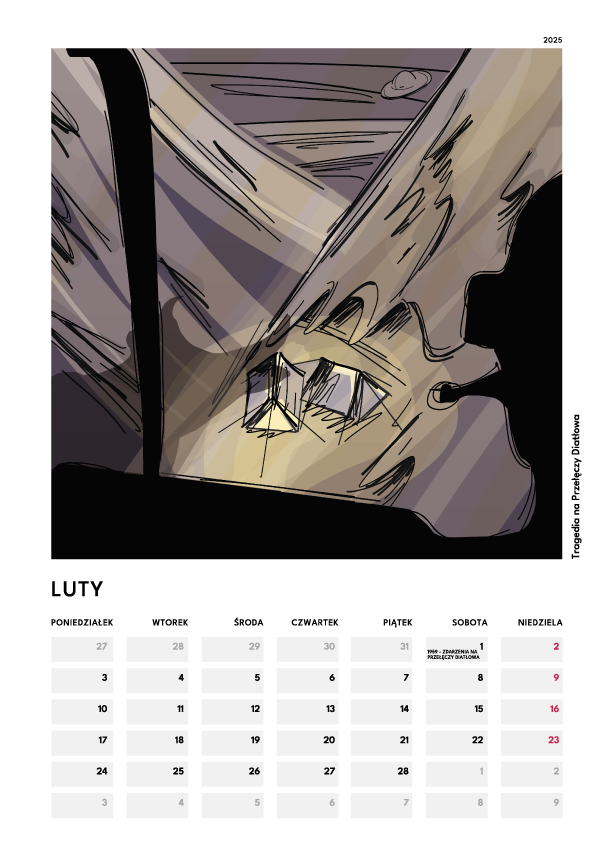 2025
Tragedia na Przełęczy Diatłowa
LUTY
PONIEDZIAŁEK WTOREK ŚRODA CZWARTEK PIĄTEK SOBOTA NIEDZIELA
27 28 29 30 31 1 2
1959 - ZDARZENIA NA
PRZEŁĘCZY DIATŁOWA
3 4 5 6 7 8 9
10 11 12 13 14 15 16
17 18 19 20 21 22 23
24 25 26 27 28 1 2
3 4 5 6 7 8 9